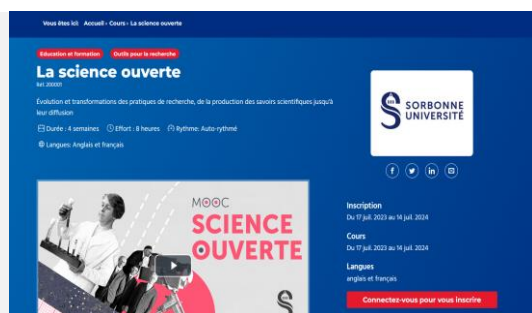 Vous êtes ici: Accueil › Cours › La science ouverte
Education et formation
Outils pour la recherche
La science ouverte
Réf. 200001
Évolution et transformations des pratiques de recherche, de la production des savoirs scientifiques jusqu'à
leur diffusion
Durée : 4 semaines
Effort : 8 heures
Rythme: Auto-rythmé
Langues: Anglais et français
MOOC
SCIENCE
OUVERTE
SORBONNE
UNIVERSITÉ
Inscription
Du 17 juil. 2023 au 14 juil. 2024
Cours
Du 17 juil. 2023 au 14 juil. 2024
Langues
anglais et français
Connectez-vous pour vous inscrire